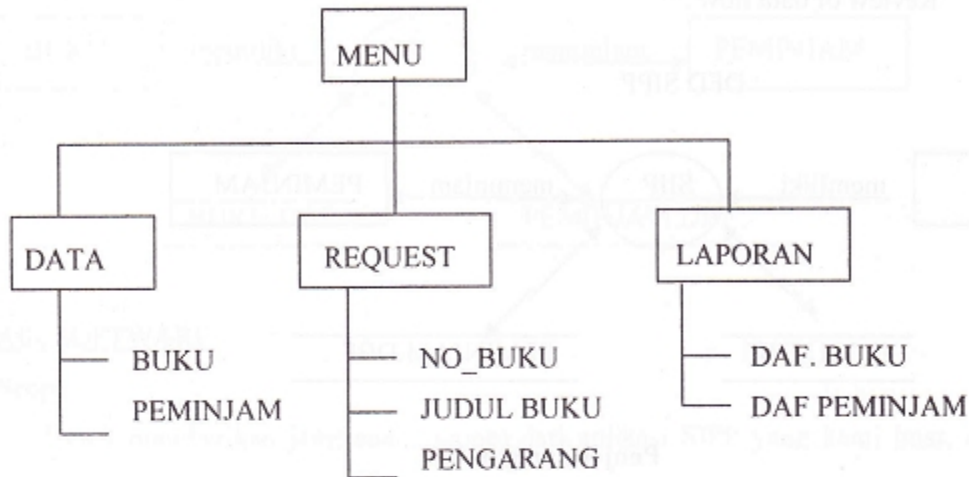 MENU
DATA
REQUEST
LAPORAN
BUKU
PEMINJAM
NO_BUKU
JUDUL BUKU
PENGARANG
DAF. BUKU
DAF PEMINJAM